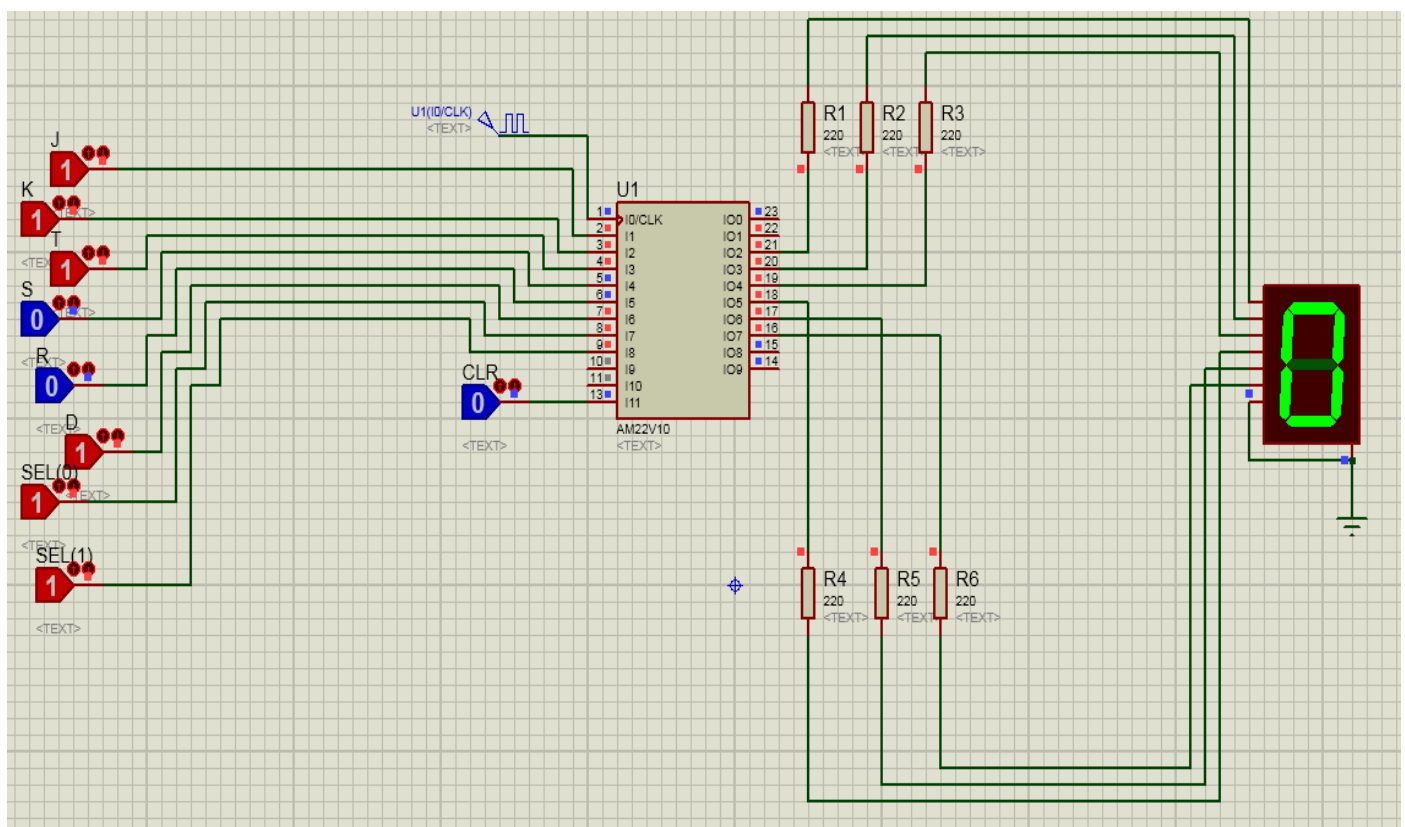 U1(I0/CLK)
<TEXT>
J
1
K
1
<TEXT>
T
1
<TEXT>
S
0
<TEXT>
R
0
<TEXT>
D
1
<TEXT>
SEL(0)
1
<TEXT>
SEL(1)
1
<TEXT>
CLR
0
<TEXT>
U1
1 I0/CLK IO0 23
2 I1 IO1 22
3 I2 IO2 21
4 I3 IO3 20
5 I4 IO4 19
6 I5 IO5 18
7 I6 IO6 17
8 I7 IO7 16
9 I8 IO8 15
10 I9 IO9 14
11 I10
13 I11
AM22V10
<TEXT>
R1
220
<TEXT>
R2
220
<TEXT>
R3
220
<TEXT>
R4
220
<TEXT>
R5
220
<TEXT>
R6
220
<TEXT>
0